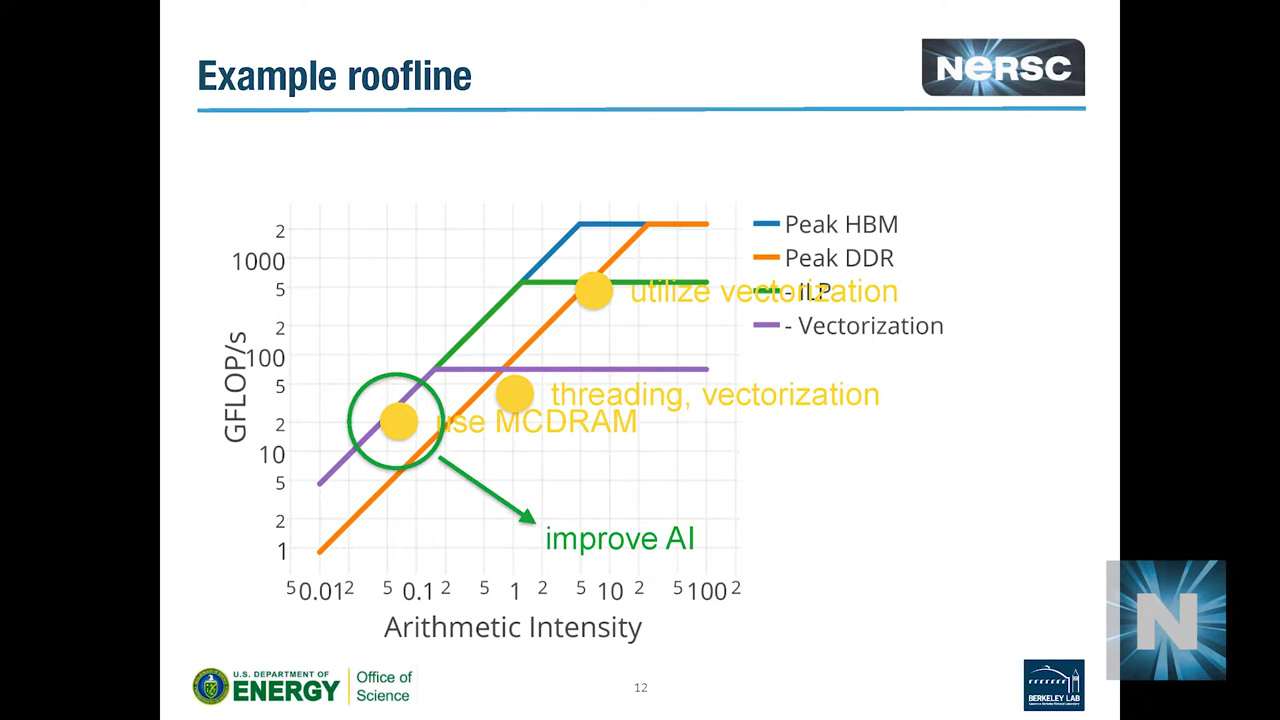 Example roofline
NERSC
2
1000
5
2
100
5
2
10
5
2
1
GFLOP/s
5 0.01 2 5 0.1 2 5 1 2 5 10 2 5 100 2
Arithmetic Intensity
Peak HBM
Peak DDR
- ILP
- Vectorization
utilize vectorization
threading, vectorization
use MCDRAM
improve AI
U.S. DEPARTMENT OF
ENERGY
Office of
Science
12
BERKELEY LAB
N